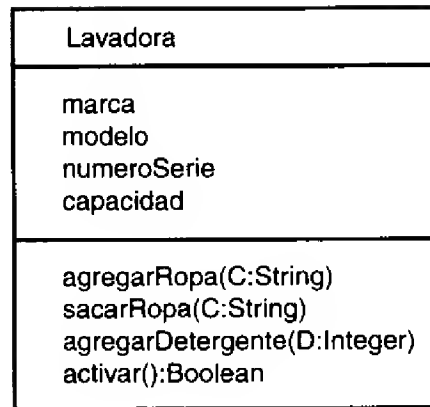 Lavadora
marca
modelo
numeroSerie
capacidad
agregarRopa(C:String)
sacarRopa(C:String)
agregarDetergente(D:Integer)
activar():Boolean